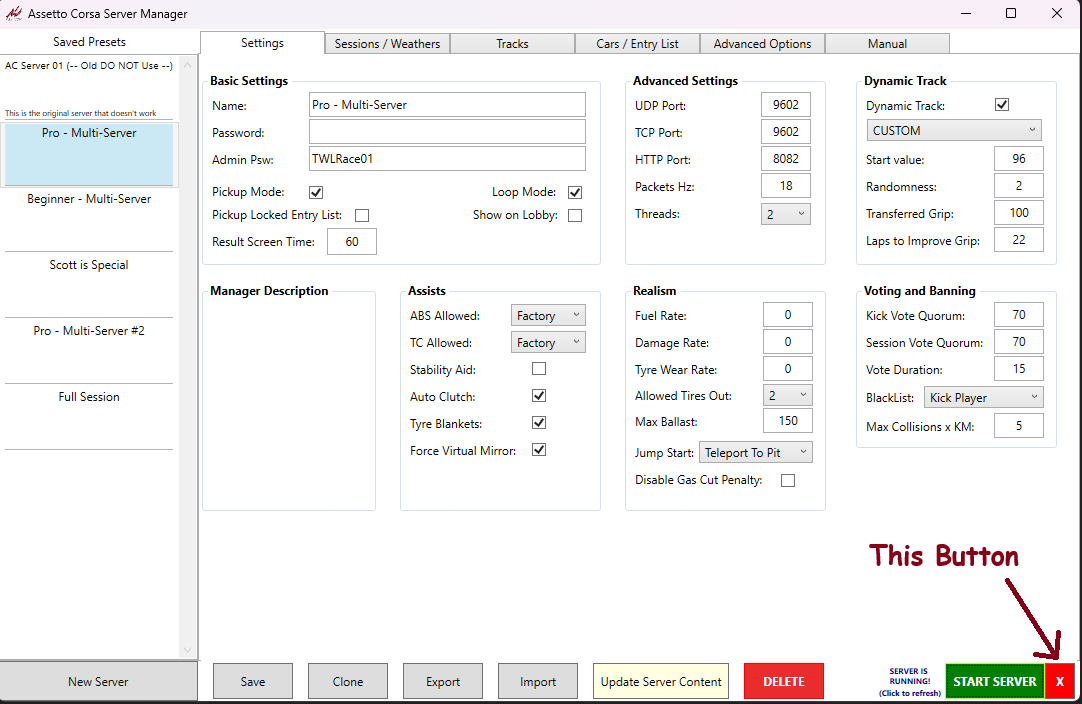 Assetto Corsa Server Manager
Saved Presets
AC Server 01 (-- Old DO NOT Use --)
This is the original server that doesn't work
Pro - Multi-Server
Beginner - Multi-Server
Scott is Special
Pro - Multi-Server #2
Full Session
New Server
Settings
Sessions / Weathers
Tracks
Cars / Entry List
Advanced Options
Manual
Basic Settings
Name: Pro - Multi-Server
Password:
Admin Psw: TWLRace01
Pickup Mode:
Loop Mode:
Pickup Locked Entry List:
Show on Lobby:
Result Screen Time: 60
Advanced Settings
UDP Port: 9602
TCP Port: 9602
HTTP Port: 8082
Packets Hz: 18
Threads: 2
Dynamic Track
Dynamic Track:
CUSTOM
Start value: 96
Randomness: 2
Transferred Grip: 100
Laps to Improve Grip: 22
Manager Description
Assists
ABS Allowed: Factory
TC Allowed: Factory
Stability Aid:
Auto Clutch:
Tyre Blankets:
Force Virtual Mirror:
Realism
Fuel Rate: 0
Damage Rate: 0
Tyre Wear Rate: 0
Allowed Tires Out: 2
Max Ballast: 150
Jump Start: Teleport To Pit
Disable Gas Cut Penalty:
Voting and Banning
Kick Vote Quorum: 70
Session Vote Quorum: 70
Vote Duration: 15
BlackList: Kick Player
Max Collisions x KM: 5
This Button
Save
Clone
Export
Import
Update Server Content
DELETE
SERVER IS
RUNNING!
(Click to refresh)
START SERVER
X